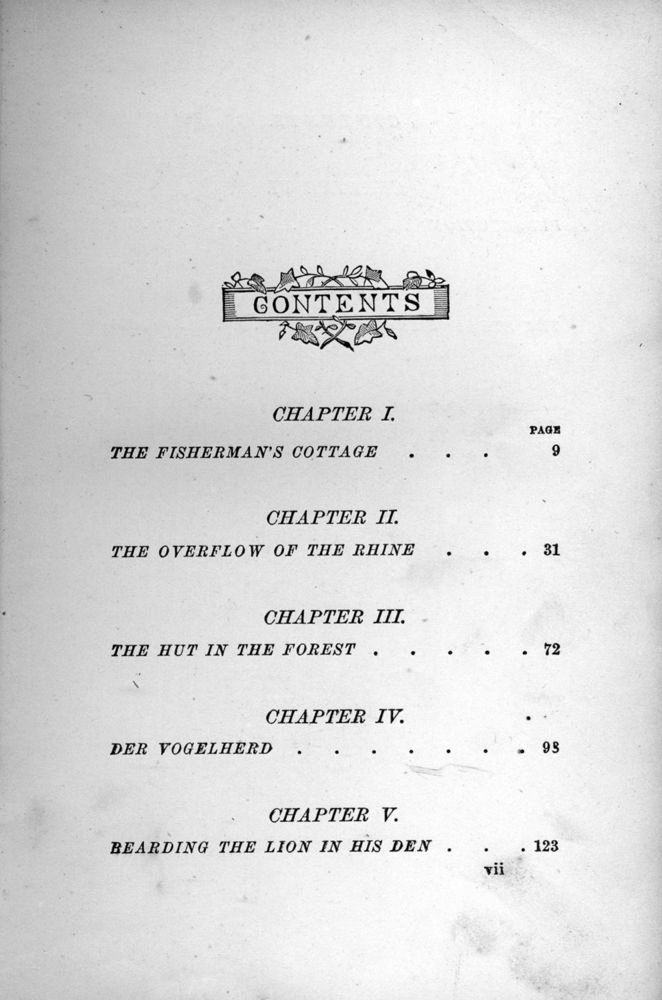 CONTENTS
CHAPTER I.
PAGE
THE FISHERMAN'S COTTAGE . . . 9
CHAPTER II.
THE OVERFLOW OF THE RHINE . . . 31
CHAPTER III.
THE HUT IN THE FOREST . . . . . 72
CHAPTER IV.
DER VOGELHERD . . . . . . . 98
CHAPTER V.
BEARDING THE LION IN HIS DEN . . . 123
vii